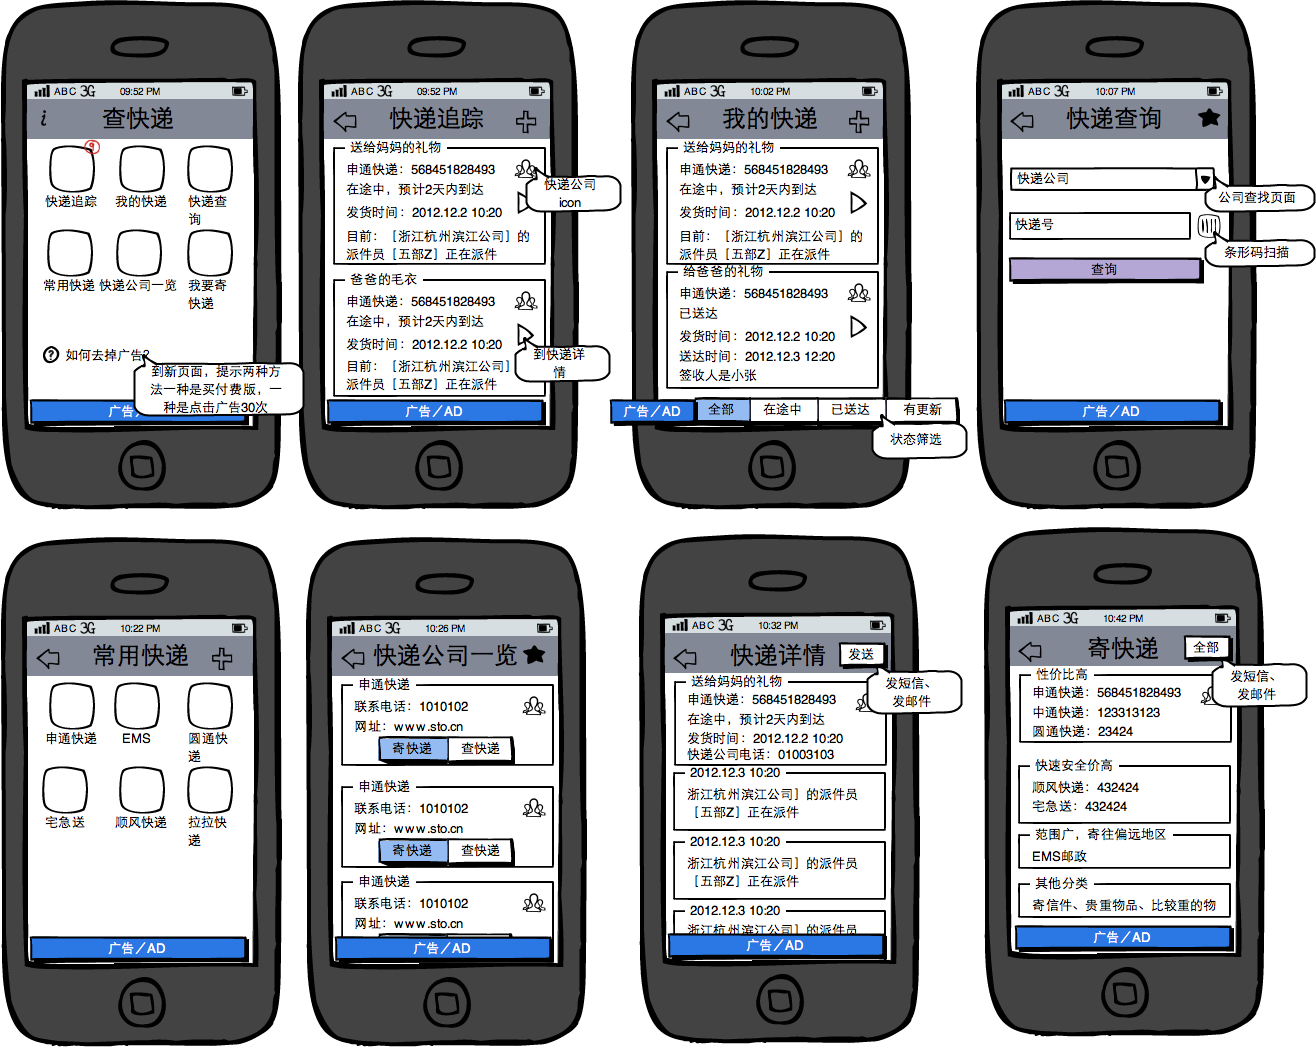 ABC 3G 09:52 PM
i 查快递
9
快递追踪 我的快递 快递查
询
常用快递 快递公司一览 我要寄
快递
? 如何去掉广告?
到新页面，提示两种方
法一种是买付费版，一
种是点击广告30次
广告/
ABC 3G 09:52 PM
快递追踪
送给妈妈的礼物
申通快递：568451828493
在途中，预计2天内到达
发货时间：2012.12.2 10:20
目前：［浙江杭州滨江公司］的
派件员［五部Z］正在派件
快递公司
icon
爸爸的毛衣
申通快递：568451828493
在途中，预计2天内到达
发货时间：2012.12.2 10:20
目前：［浙江杭州滨江公司］
派件员［五部Z］正在派件
到快递详
情
广告/AD
ABC 3G 10:02 PM
我的快递
送给妈妈的礼物
申通快递：568451828493
在途中，预计2天内到达
发货时间：2012.12.2 10:20
目前：［浙江杭州滨江公司］的
派件员［五部Z］正在派件
给爸爸的礼物
申通快递：568451828493
已送达
发货时间：2012.12.2 10:20
送达时间：2012.12.3 12:20
签收人是小张
广告/AD 全部 在途中 已送达 有更新
状态筛选
ABC 3G 10:07 PM
快递查询
快递公司
公司查找页面
快递号
条形码扫描
查询
广告/AD
ABC 3G 10:22 PM
常用快递
申通快递 EMS 圆通快
递
宅急送 顺风快递 拉拉快
递
广告/AD
ABC 3G 10:26 PM
快递公司一览
申通快递
联系电话：1010102
网址：www.sto.cn
寄快递 查快递
申通快递
联系电话：1010102
网址：www.sto.cn
寄快递 查快递
申通快递
联系电话：1010102
网址：www.sto.cn
广告/AD
ABC 3G 10:32 PM
快递详情 发送
发短信、
发邮件
送给妈妈的礼物
申通快递：568451828493
在途中，预计2天内到达
发货时间：2012.12.2 10:20
快递公司电话：01003103
2012.12.3 10:20
浙江杭州滨江公司］的派件员
［五部Z］正在派件
2012.12.3 10:20
浙江杭州滨江公司］的派件员
［五部Z］正在派件
2012.12.3 10:20
浙江杭州滨江公司］的派件员
广告/AD
ABC 3G 10:42 PM
寄快递 全部
发短信、
发邮件
性价比高
申通快递：568451828493
中通快递：123313123
圆通快递：23424
快速安全价高
顺风快递：432424
宅急送：432424
范围广，寄往偏远地区
EMS邮政
其他分类
寄信件、贵重物品、比较重的物
广告/AD